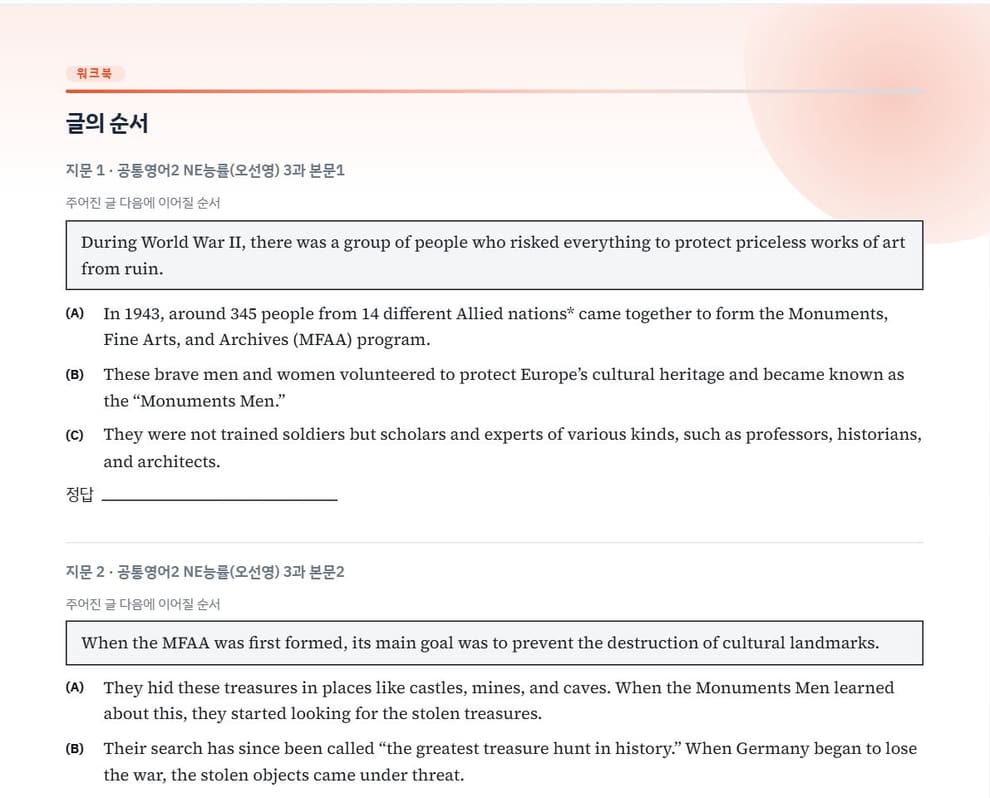 워크북
글의 순서
지문 1 · 공통영어2 NE능률(오선영) 3과 본문1
주어진 글 다음에 이어질 순서
During World War II, there was a group of people who risked everything to protect priceless works of art
from ruin.
(A) In 1943, around 345 people from 14 different Allied nations* came together to form the Monuments,
Fine Arts, and Archives (MFAA) program.
(B) These brave men and women volunteered to protect Europe’s cultural heritage and became known as
the “Monuments Men.”
(C) They were not trained soldiers but scholars and experts of various kinds, such as professors, historians,
and architects.
정답
지문 2 · 공통영어2 NE능률(오선영) 3과 본문2
주어진 글 다음에 이어질 순서
When the MFAA was first formed, its main goal was to prevent the destruction of cultural landmarks.
(A) They hid these treasures in places like castles, mines, and caves. When the Monuments Men learned
about this, they started looking for the stolen treasures.
(B) Their search has since been called “the greatest treasure hunt in history.” When Germany began to lose
the war, the stolen objects came under threat.